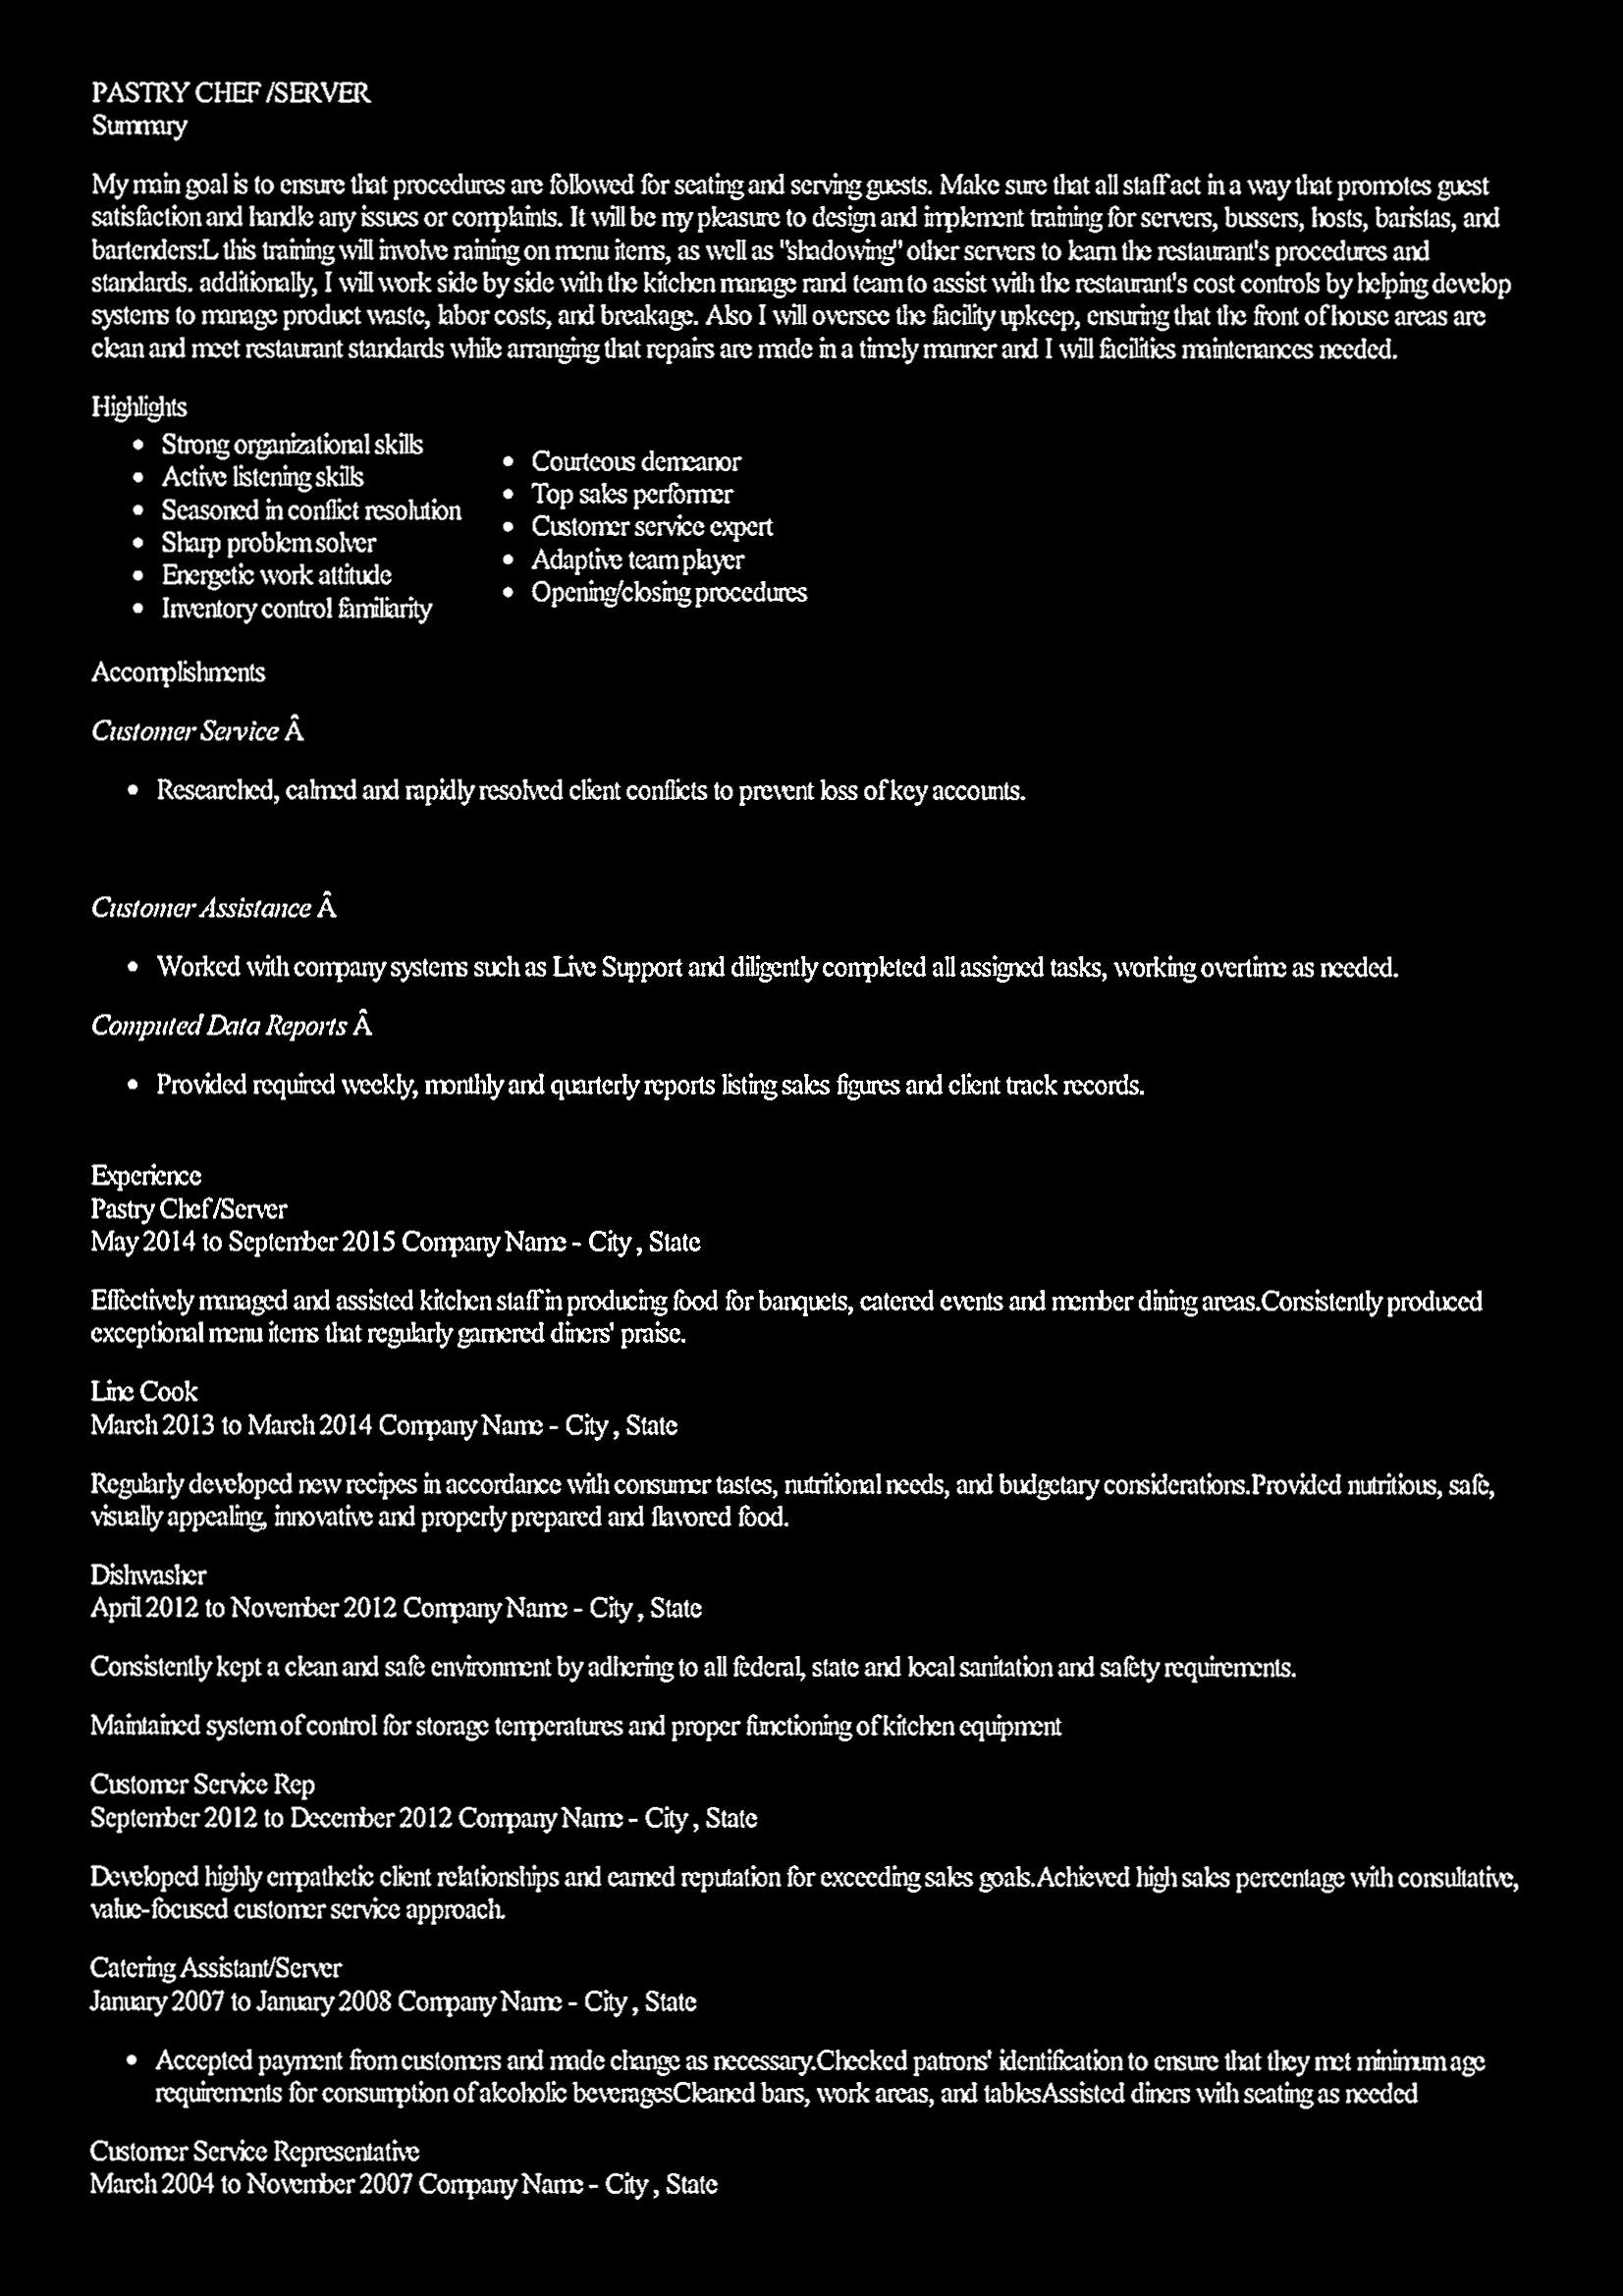 PASTRY CHEF /SERVER
Summary
My main goal is to ensure that procedures are followed for seating and serving guests. Make sure that all staff act in a way that promotes guest
satisfaction and handle any issues or complaints. It will be my pleasure to design and implement training for servers, bussers, hosts, baristas, and
bartenders:L this training will involve raining on menu items, as well as "shadowing" other servers to learn the restaurant's procedures and
standards. additionally, I will work side by side with the kitchen manage rand team to assist with the restaurant's cost controls by helping develop
systems to manage product waste, labor costs, and breakage. Also I will oversee the facility upkeep, ensuring that the front of house areas are
clean and meet restaurant standards while arranging that repairs are made in a timely manner and I will facilities maintenances needed.
Highlights
• Strong organizational skills
• Active listening skills
• Seasoned in conflict resolution
• Sharp problem solver
• Energetic work attitude
• Inventory control familiarity
• Courteous demeanor
• Top sales performer
• Customer service expert
• Adaptive team player
• Opening/closing procedures
Accomplishments
Customer Service Â
• Researched, calmed and rapidly resolved client conflicts to prevent loss of key accounts.
Customer Assistance Â
• Worked with company systems such as Live Support and diligently completed all assigned tasks, working overtime as needed.
Computed Data Reports Â
• Provided required weekly, monthly and quarterly reports listing sales figures and client track records.
Experience
Pastry Chef /Server
May 2014 to September 2015 Company Name - City , State
Effectively managed and assisted kitchen staff in producing food for banquets, catered events and member dining areas.Consistently produced
exceptional menu items that regularly garnered diners' praise.
Line Cook
March 2013 to March 2014 Company Name - City , State
Regularly developed new recipes in accordance with consumer tastes, nutritional needs, and budgetary considerations.Provided nutritious, safe,
visually appealing, innovative and properly prepared and flavored food.
Dishwasher
April 2012 to November 2012 Company Name - City , State
Consistently kept a clean and safe environment by adhering to all federal, state and local sanitation and safety requirements.
Maintained system of control for storage temperatures and proper functioning of kitchen equipment
Customer Service Rep
September 2012 to December 2012 Company Name - City , State
Developed highly empathetic client relationships and earned reputation for exceeding sales goals.Achieved high sales percentage with consultative,
value-focused customer service approach.
Catering Assistant/Server
January 2007 to January 2008 Company Name - City , State
• Accepted payment from customers and made change as necessary.Checked patrons' identification to ensure that they met minimum age
requirements for consumption of alcoholic beveragesCleaned bars, work areas, and tablesAssisted diners with seating as needed
Customer Service Representative
March 2004 to November 2007 Company Name - City , State